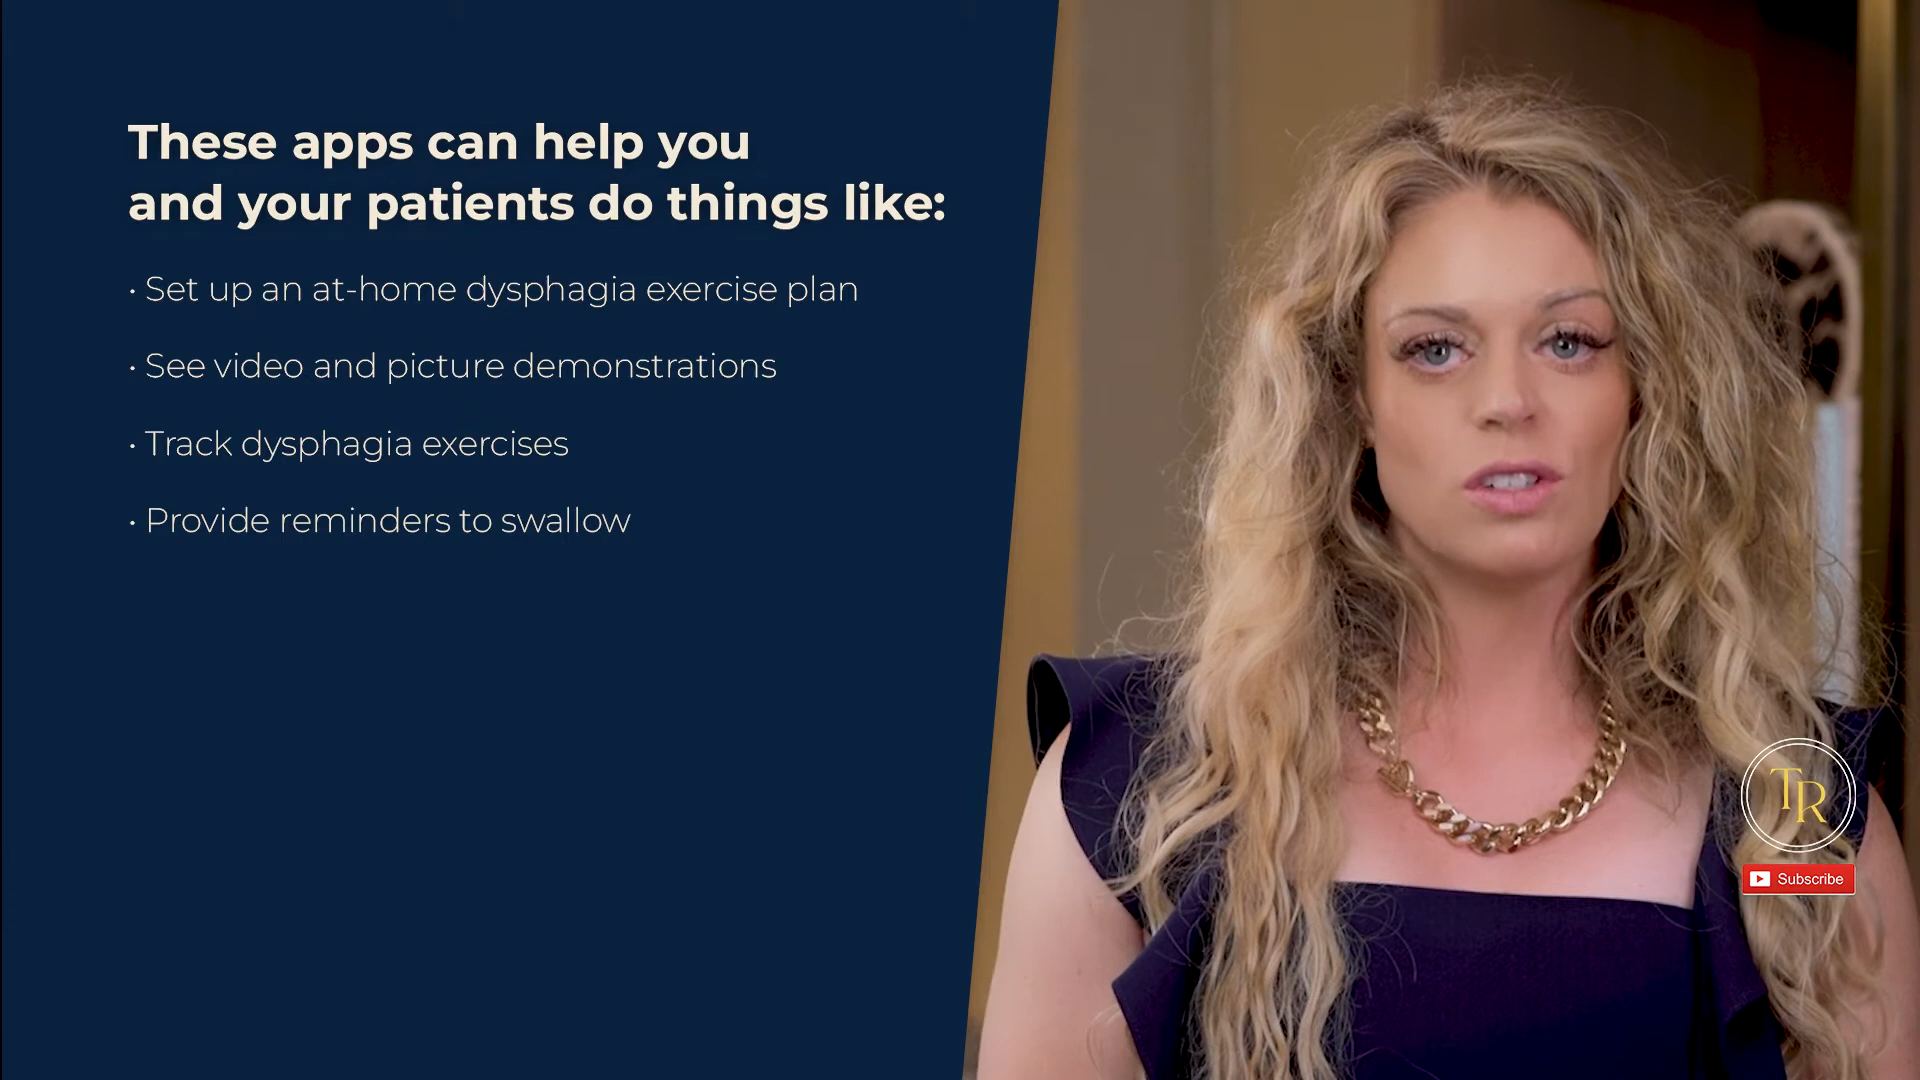 These apps can help you
and your patients do things like:
• Set up an at-home dysphagia exercise plan
• See video and picture demonstrations
• Track dysphagia exercises
• Provide reminders to swallow
TR
Subscribe